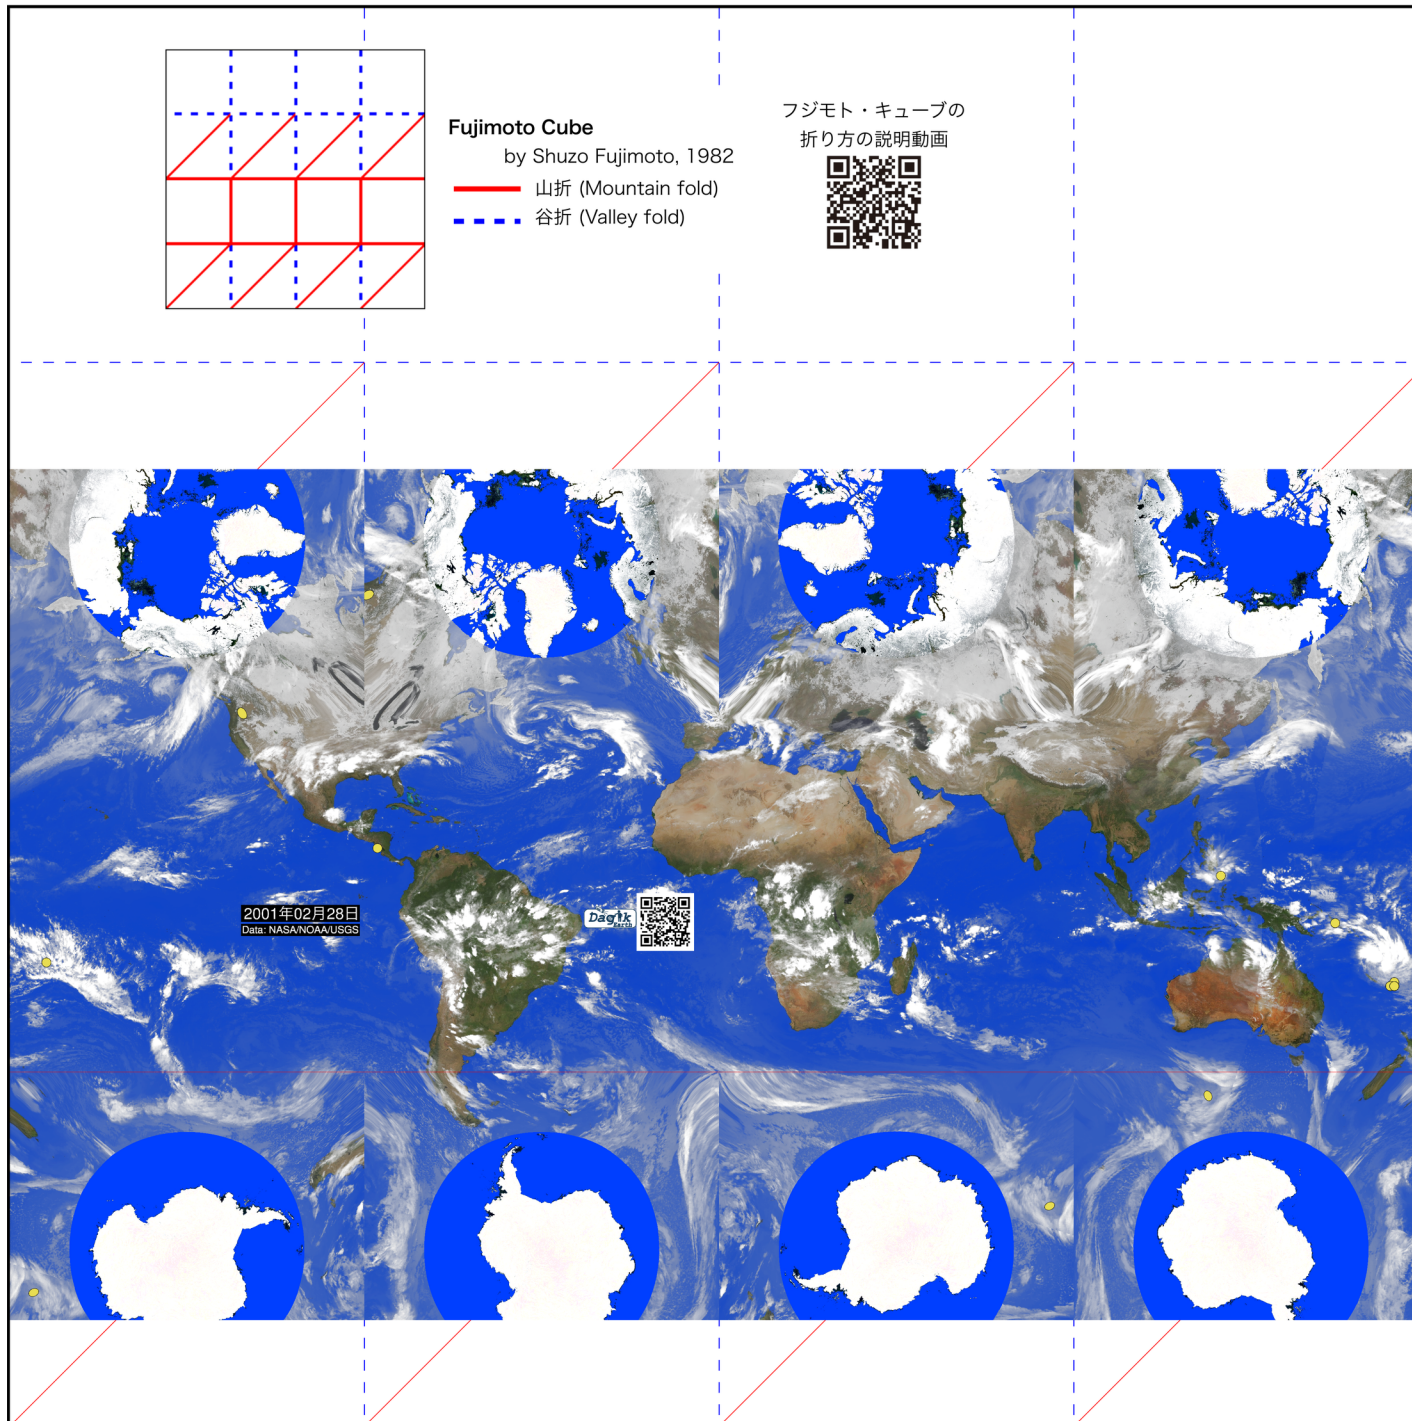 Fujimoto Cube
by Shuzo Fujimoto, 1982
山折 (Mountain fold)
谷折 (Valley fold)
フジモト・キューブの
折り方の説明動画
2001年02月28日
Data: NASA/NOAA/USGS
Dagik
Earth